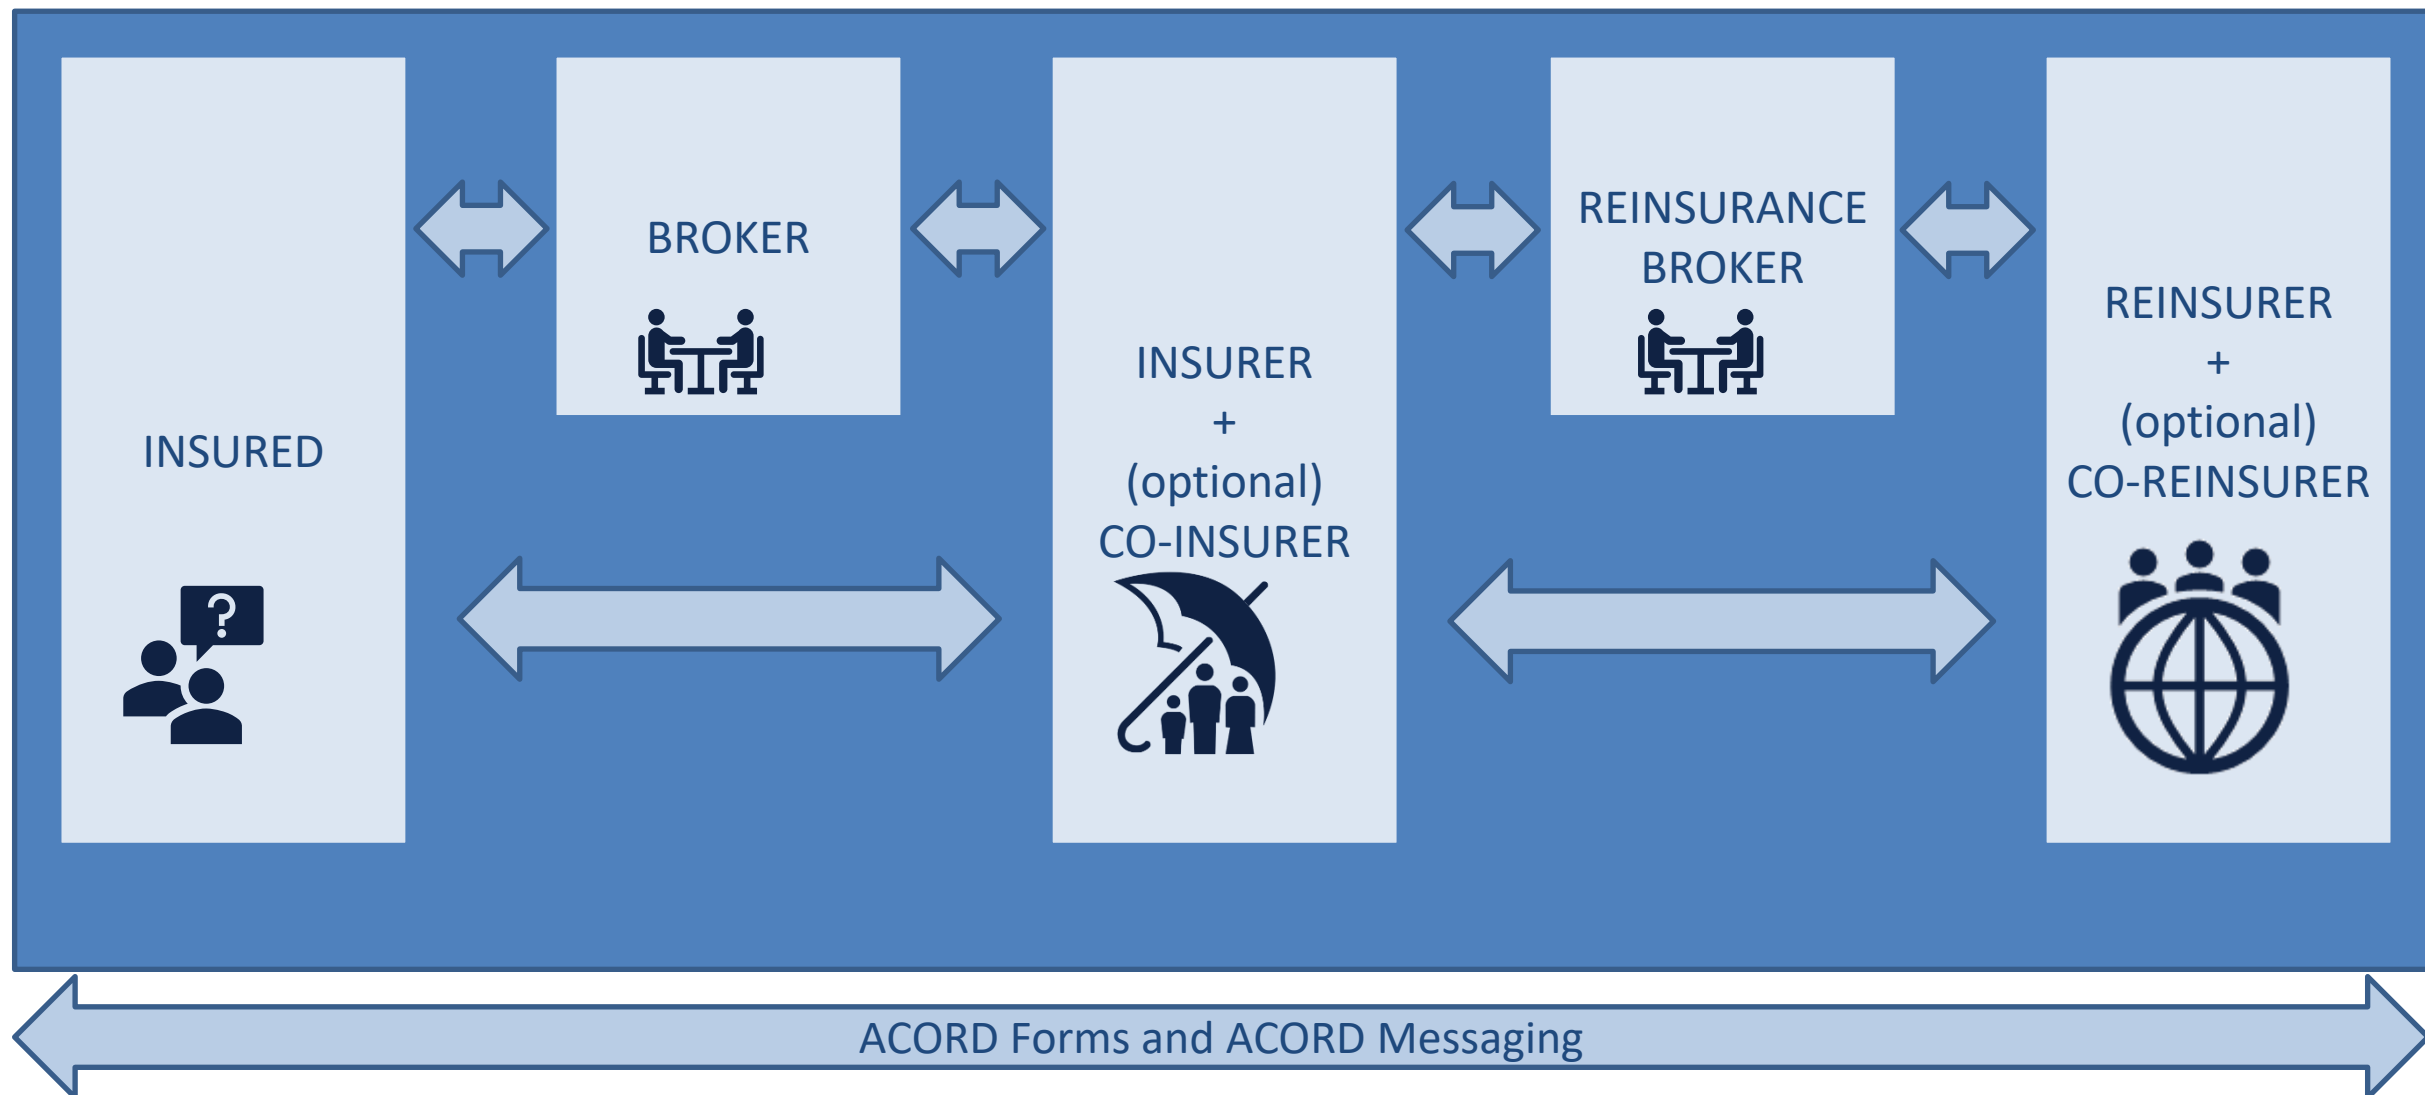 INSURED
?
BROKER
INSURER
+
(optional)
CO-INSURER
REINSURANCE
BROKER
REINSURER
+
(optional)
CO-REINSURER
ACORD Forms and ACORD Messaging